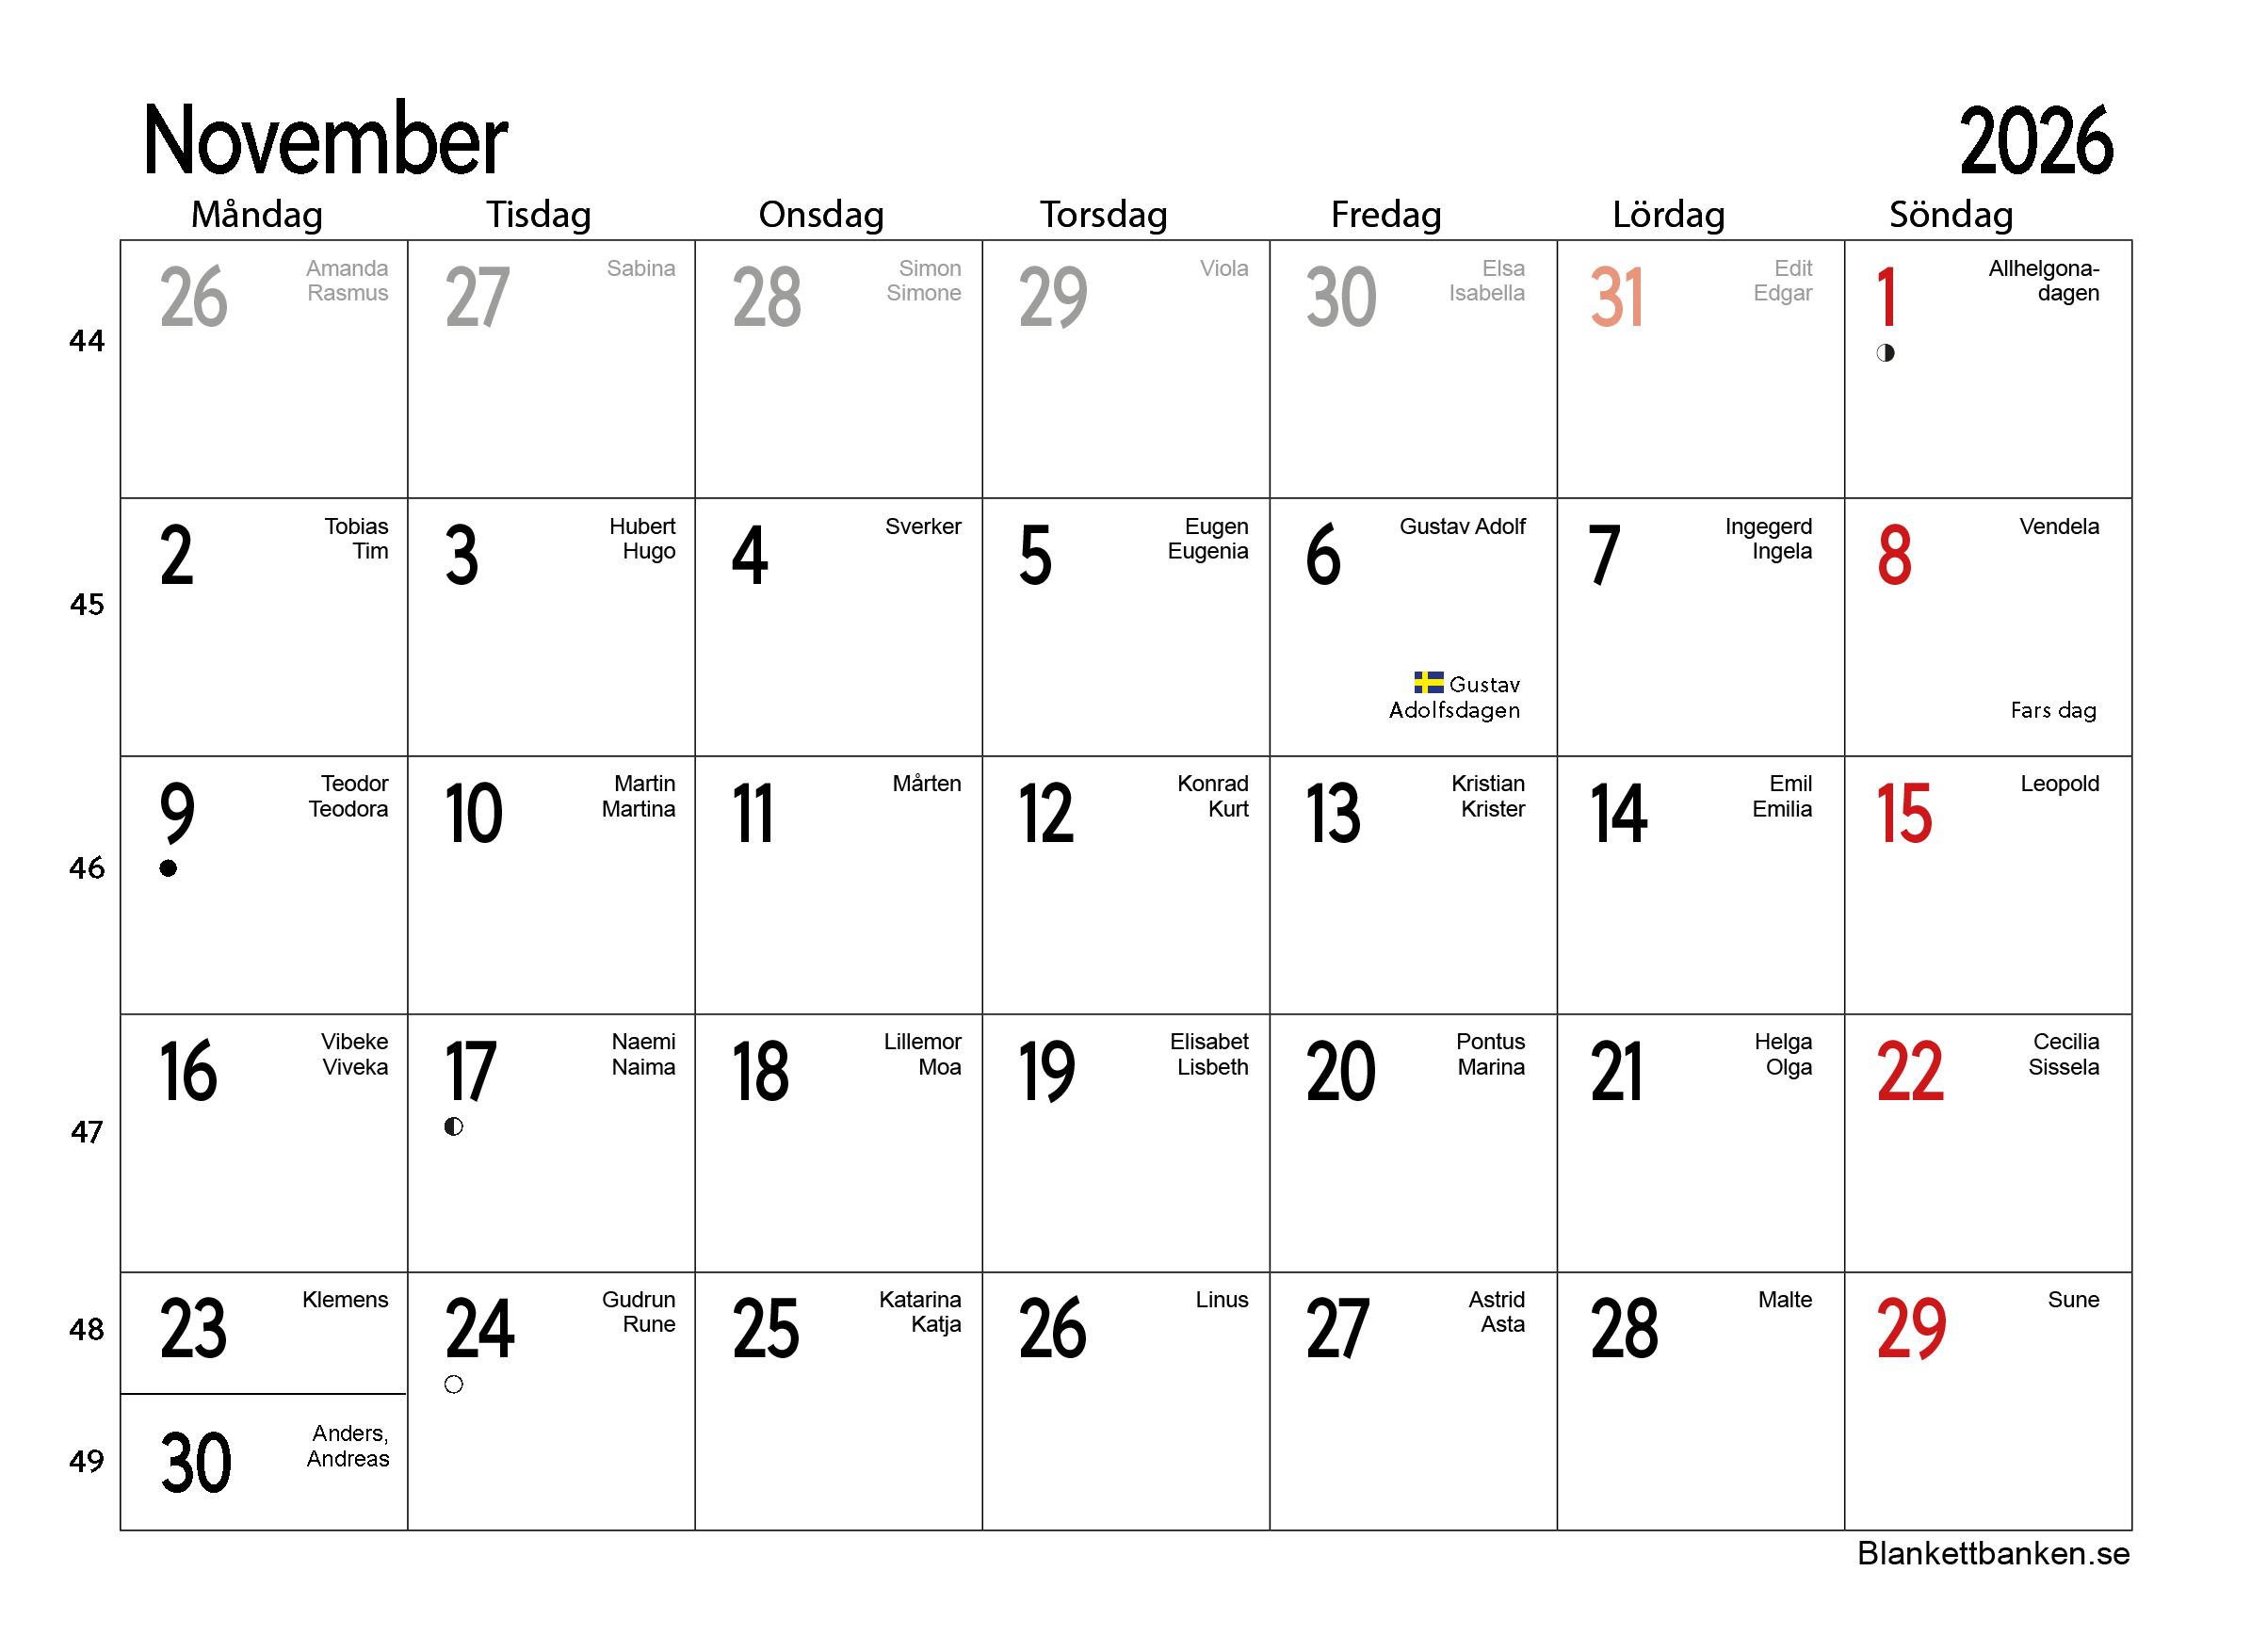 November 2026
Måndag Tisdag Onsdag Torsdag Fredag Lördag Söndag
44
26 Amanda
Rasmus
27 Sabina
28 Simon
Simone
29 Viola
30 Elsa
Isabella
31 Edit
Edgar
1 Allhelgona-
dagen
45
2 Tobias
Tim
3 Hubert
Hugo
4 Sverker
5 Eugen
Eugenia
6 Gustav Adolf
Gustav
Adolfsdagen
7 Ingegerd
Ingela
8 Vendela
Fars dag
46
9 Teodor
Teodora
10 Martin
Martina
11 Mårten
12 Konrad
Kurt
13 Kristian
Krister
14 Emil
Emilia
15 Leopold
47
16 Vibeke
Viveka
17 Naemi
Naima
18 Lillemor
Moa
19 Elisabet
Lisbeth
20 Pontus
Marina
21 Helga
Olga
22 Cecilia
Sissela
48
23 Klemens
24 Gudrun
Rune
25 Katarina
Katja
26 Linus
27 Astrid
Asta
28 Malte
29 Sune
49
30 Anders,
Andreas
Blankettbanken.se